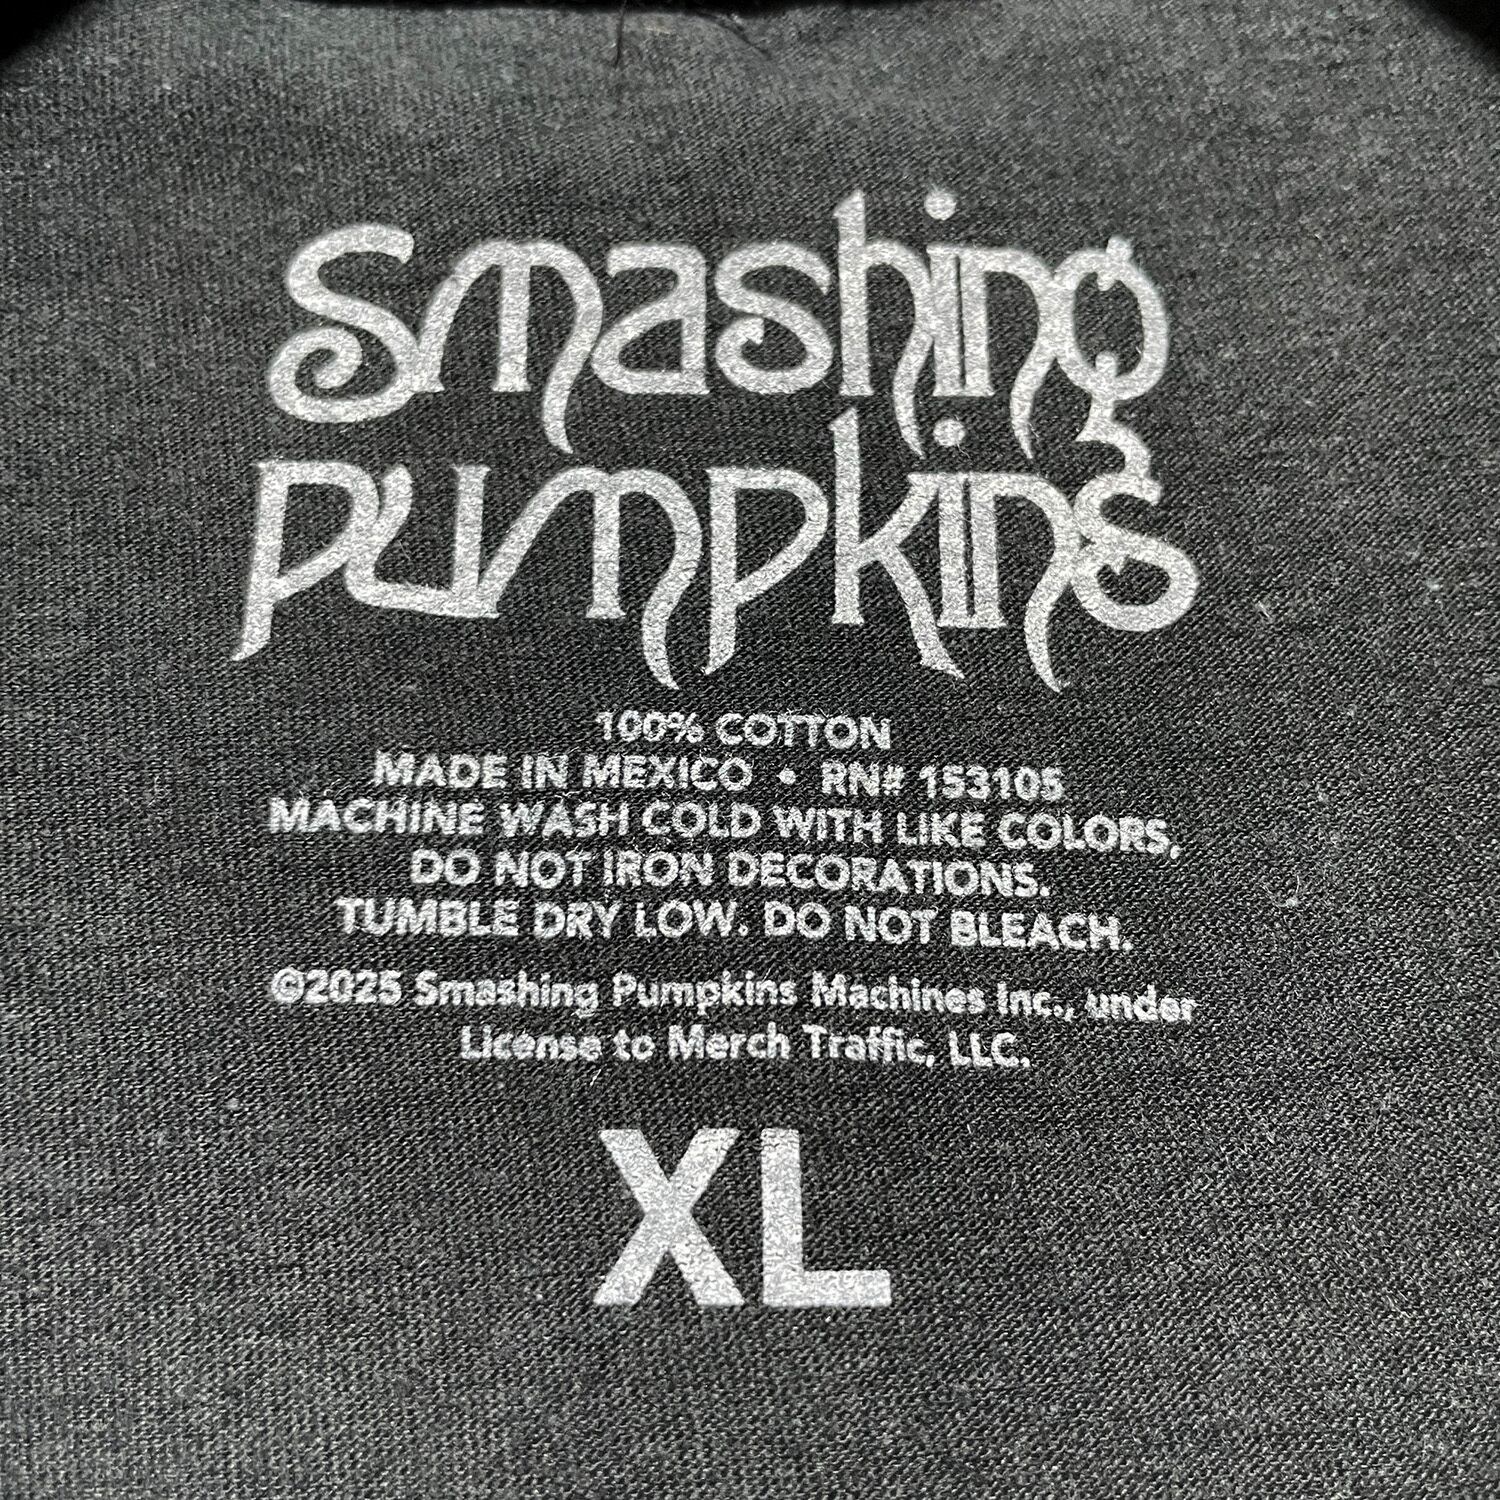 Smashing
Pumpkins
100% COTTON
MADE IN MEXICO • RN# 153105
MACHINE WASH COLD WITH LIKE COLORS,
DO NOT IRON DECORATIONS.
TUMBLE DRY LOW. DO NOT BLEACH.
©2025 Smashing Pumpkins Machines Inc., under
License to Merch Traffic, LLC.
XL